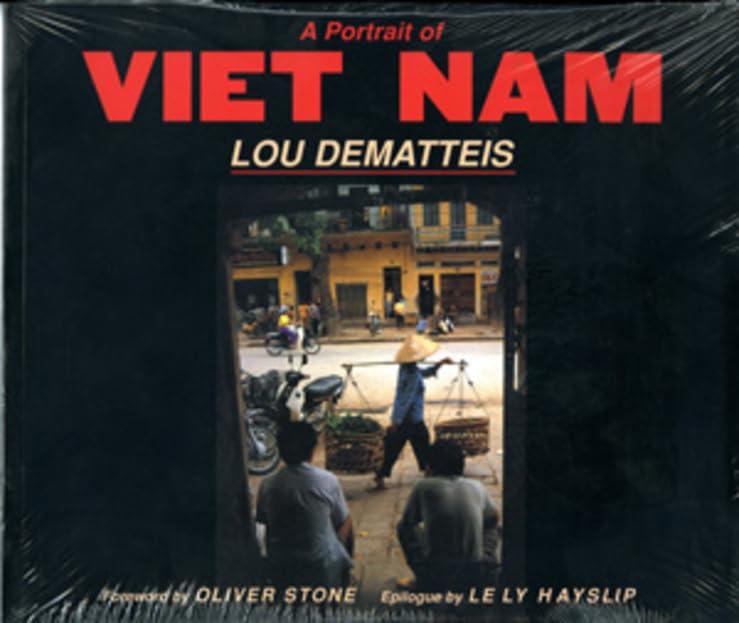 A Portrait of
VIET NAM
LOU DEMATTEIS
Foreword by OLIVER STONE Epilogue by LE LY HAYSLIP